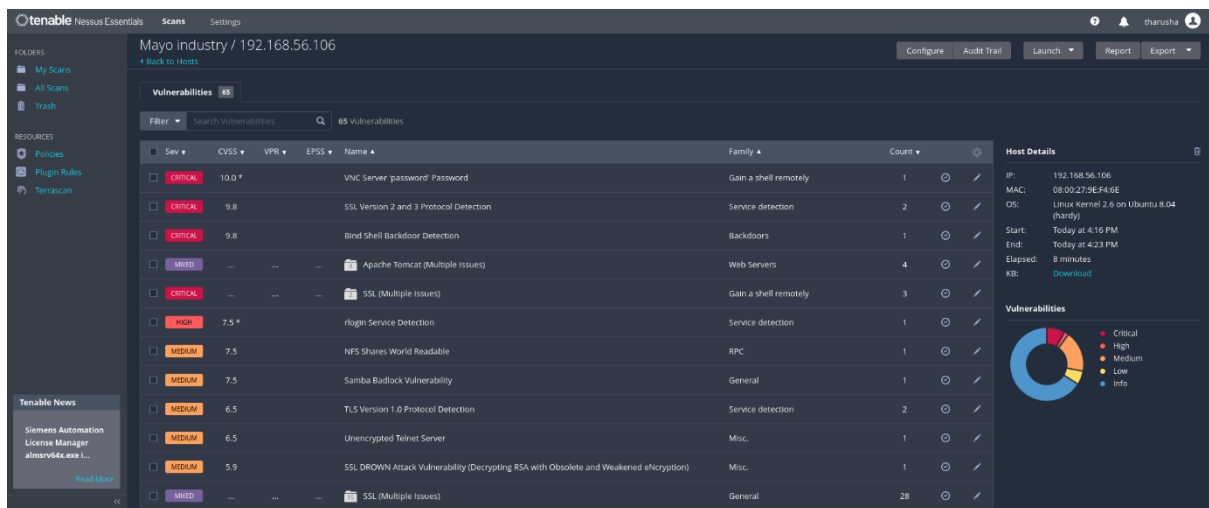 tenable Nessus Essentials Scans Settings tharusha
FOLDERS
My Scans
All Scans
Trash
RESOURCES
Policies
Plugin Rules
Terrascan
Tenable News
Siemens Automation
License Manager
almsrv64x.exe i...
Read More
Mayo industry / 192.168.56.106
Back to Hosts
Configure Audit Trail Launch Report Export
Vulnerabilities 65
Filter Search Vulnerabilities 65 Vulnerabilities
Sev CVSS VPR EPSS Name Family Count
CRITICAL 10.0 * VNC Server 'password' Password Gain a shell remotely 1
CRITICAL 9.8 SSL Version 2 and 3 Protocol Detection Service detection 2
CRITICAL 9.8 Bind Shell Backdoor Detection Backdoors 1
MIXED ... ... ... Apache Tomcat (Multiple Issues) Web Servers 4
CRITICAL ... ... ... SSL (Multiple Issues) Gain a shell remotely 3
HIGH 7.5 * rlogin Service Detection Service detection 1
MEDIUM 7.5 NFS Shares World Readable RPC 1
MEDIUM 7.5 Samba Badlock Vulnerability General 1
MEDIUM 6.5 TLS Version 1.0 Protocol Detection Service detection 2
MEDIUM 6.5 Unencrypted Telnet Server Misc. 1
MEDIUM 5.9 SSL DROWN Attack Vulnerability (Decrypting RSA with Obsolete and Weakened eNcryption) Misc. 1
MIXED ... ... ... SSL (Multiple Issues) General 28
Host Details
IP: 192.168.56.106
MAC: 08:00:27:9E:F4:6E
OS: Linux Kernel 2.6 on Ubuntu 8.04
(hardy)
Start: Today at 4:16 PM
End: Today at 4:23 PM
Elapsed: 8 minutes
KB: Download
Vulnerabilities
Critical
High
Medium
Low
Info